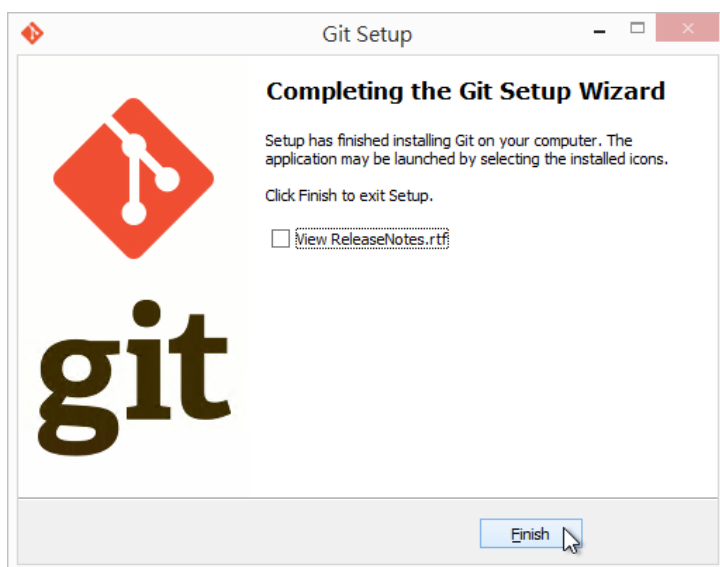 Git Setup
Completing the Git Setup Wizard
Setup has finished installing Git on your computer. The
application may be launched by selecting the installed icons.
Click Finish to exit Setup.
View ReleaseNotes.rtf
git
Finish